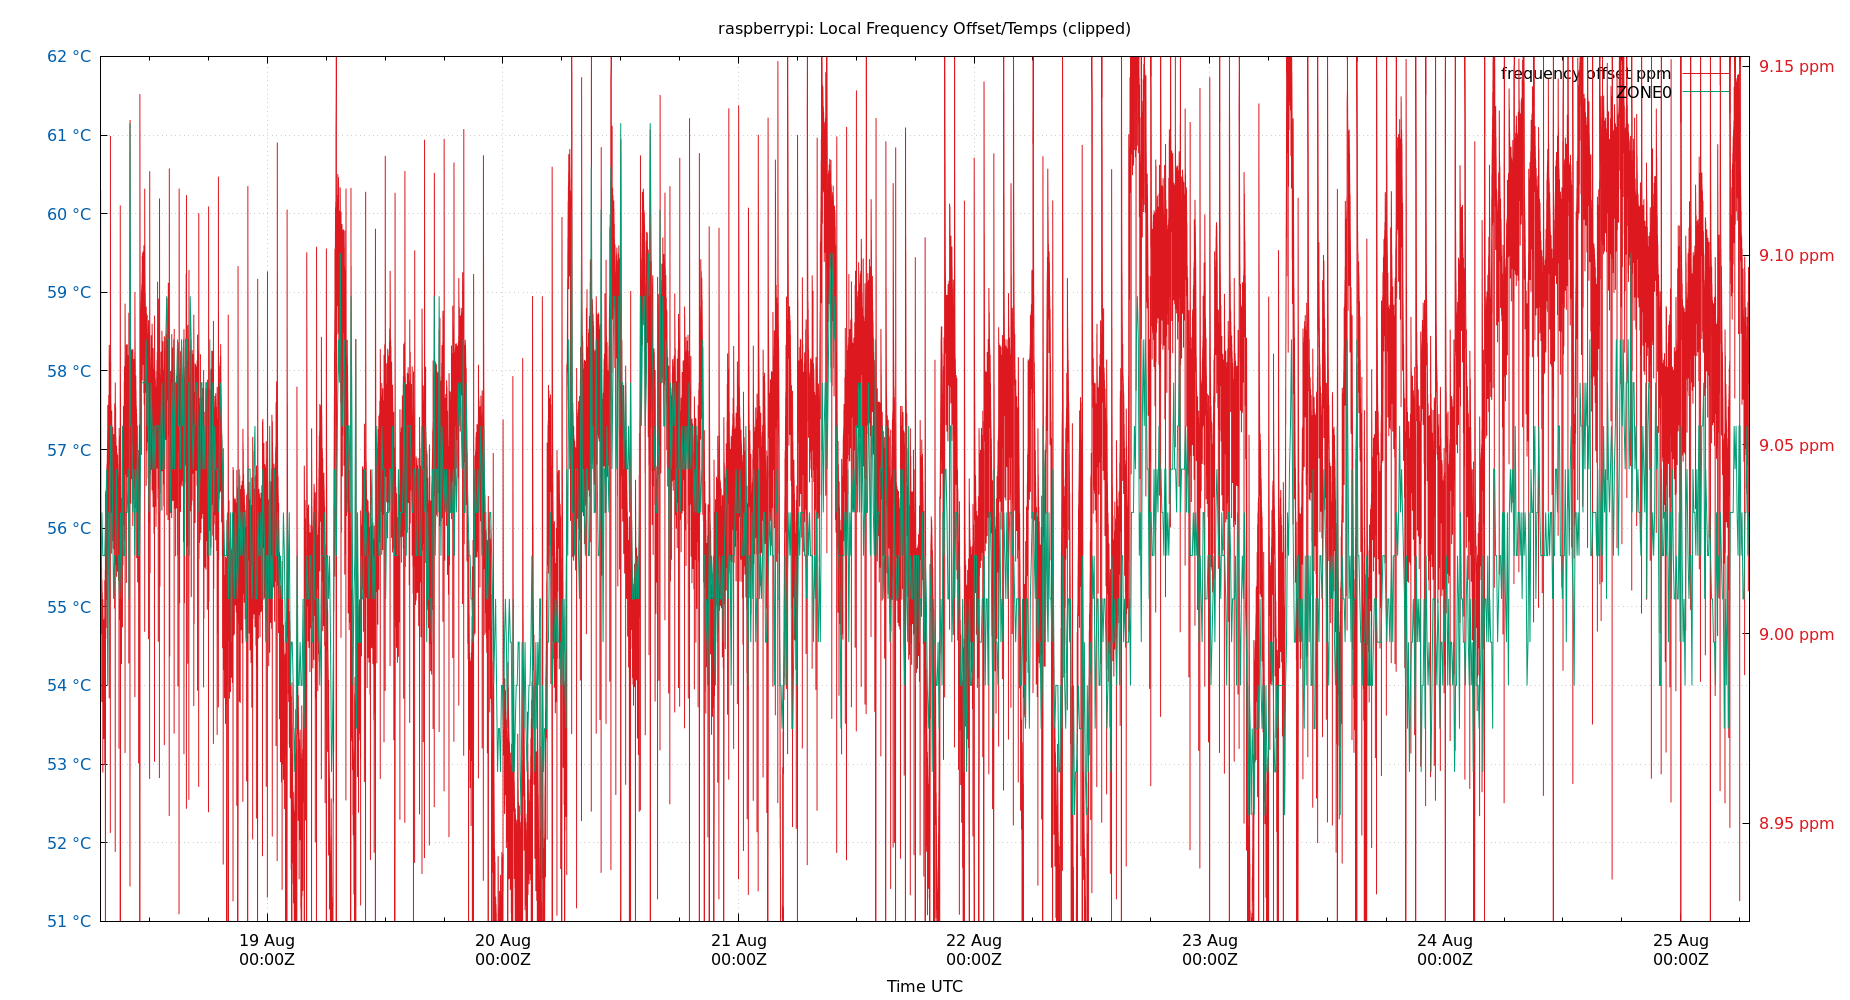 raspberrypi: Local Frequency Offset/Temps (clipped)
62 °C
61 °C
60 °C
59 °C
58 °C
57 °C
56 °C
55 °C
54 °C
53 °C
52 °C
51 °C
9.15 ppm
9.10 ppm
9.05 ppm
9.00 ppm
8.95 ppm
frequency offset ppm
ZONE0
19 Aug
00:00Z
20 Aug
00:00Z
21 Aug
00:00Z
22 Aug
00:00Z
23 Aug
00:00Z
24 Aug
00:00Z
25 Aug
00:00Z
Time UTC